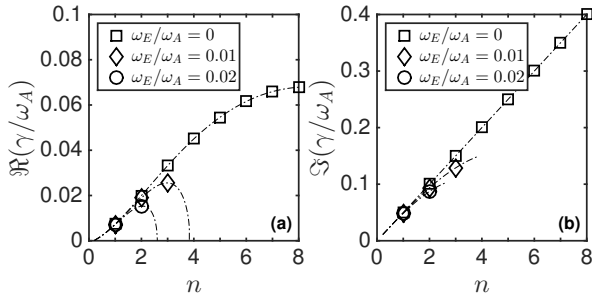 0.1
0.08
0.06
0.04
0.02
0
ℜ(γ/ω_A)
ω_E/ω_A = 0
ω_E/ω_A = 0.01
ω_E/ω_A = 0.02
(a)
0 2 4 6 8
n
0.4
0.3
0.2
0.1
0
ℑ(γ/ω_A)
ω_E/ω_A = 0
ω_E/ω_A = 0.01
ω_E/ω_A = 0.02
(b)
0 2 4 6 8
n